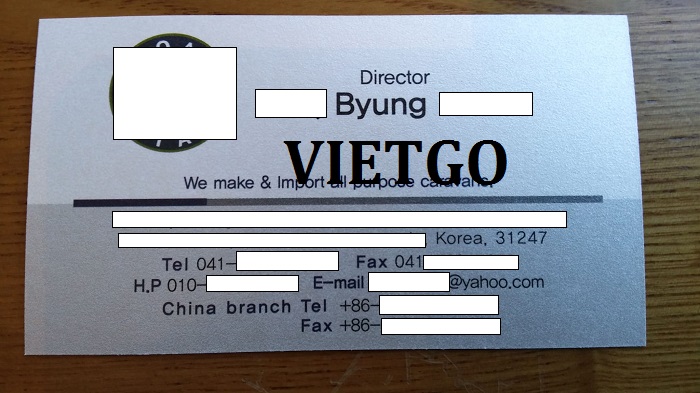 Director
Byung
VIETGO
We make & Import all purpose caravans.
Korea, 31247
Tel 041- Fax 041
H.P 010- E-mail @yahoo.com
China branch Tel +86-
Fax +86-